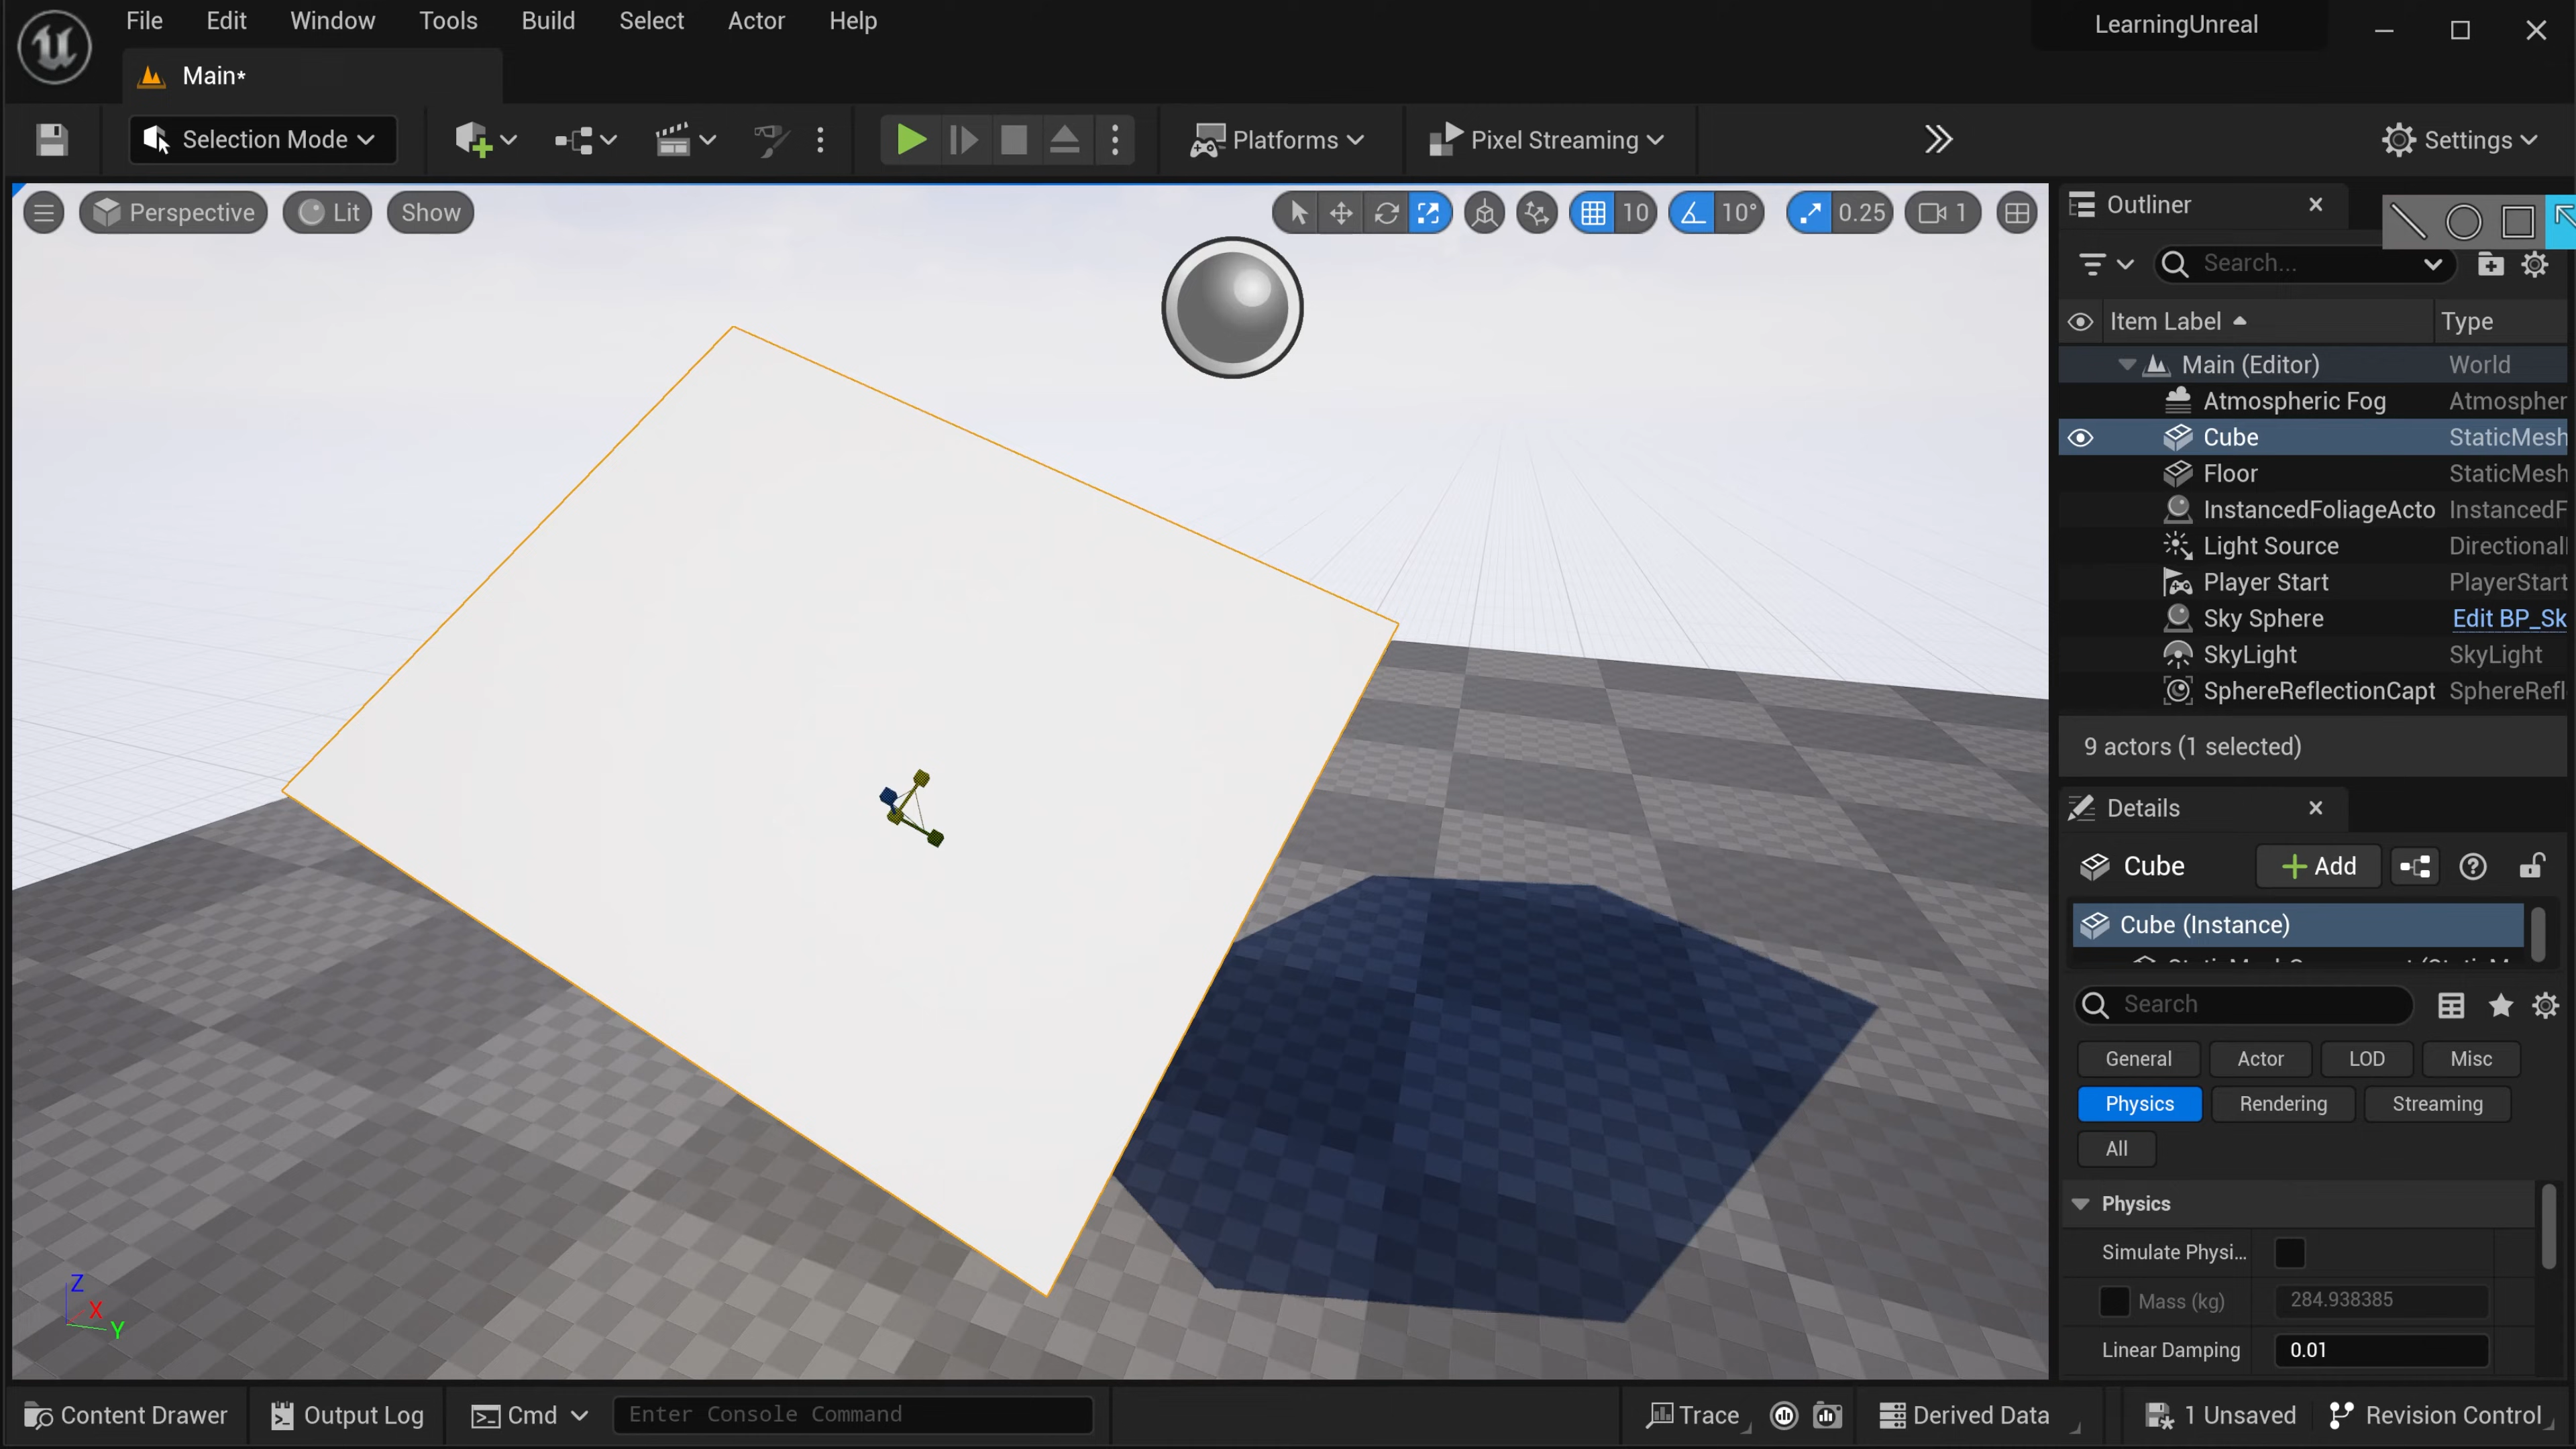 File Edit Window Tools Build Select Actor Help
LearningUnreal
Main*
Selection Mode
Platforms
Pixel Streaming
Settings
Perspective
Lit
Show
10
10°
0.25
1
Outliner
Search...
Item Label
Type
Main (Editor) World
Atmospheric Fog Atmospher
Cube StaticMesh
Floor StaticMesh
InstancedFoliageActo InstancedF
Light Source Directional
Player Start PlayerStart
Sky Sphere Edit BP_Sk
SkyLight SkyLight
SphereReflectionCapt SphereRefl
9 actors (1 selected)
Details
Cube
Add
Cube (Instance)
Search
General Actor LOD Misc
Physics Rendering Streaming
All
Physics
Simulate Physi...
Mass (kg) 284.938385
Linear Damping 0.01
Z
X
Y
Content Drawer
Output Log
Cmd
Enter Console Command
Trace
Derived Data
1 Unsaved
Revision Control